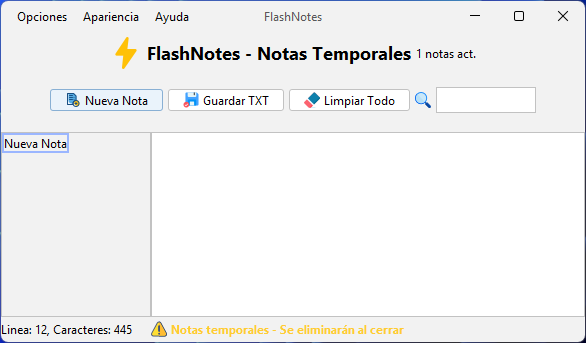 Opciones Apariencia Ayuda FlashNotes
FlashNotes - Notas Temporales 1 notas act.
Nueva Nota Guardar TXT Limpiar Todo
Nueva Nota
Linea: 12, Caracteres: 445 Notas temporales - Se eliminarán al cerrar